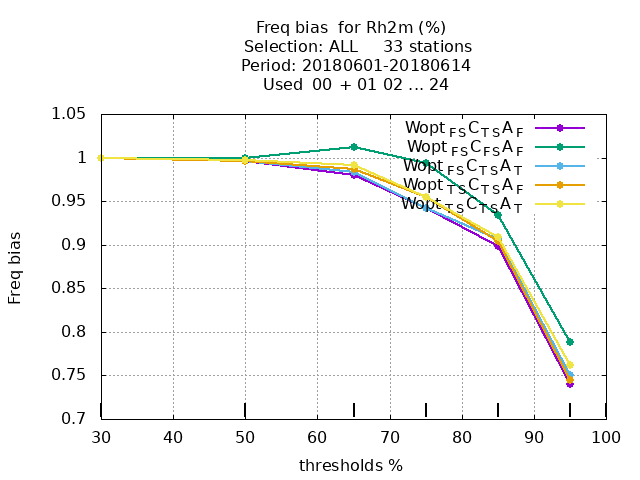 Freq bias  for Rh2m (%)
Selection: ALL     33 stations
Period: 20180601-20180614
Used  00 + 01 02 ... 24
Freq bias
1.05
1
0.95
0.9
0.85
0.8
0.75
0.7
Wopt FS C TS A F
Wopt FS C FS A F
Wopt FS C TS A T
Wopt TS C TS A F
Wopt TS C TS A T
30 40 50 60 70 80 90 100
thresholds %